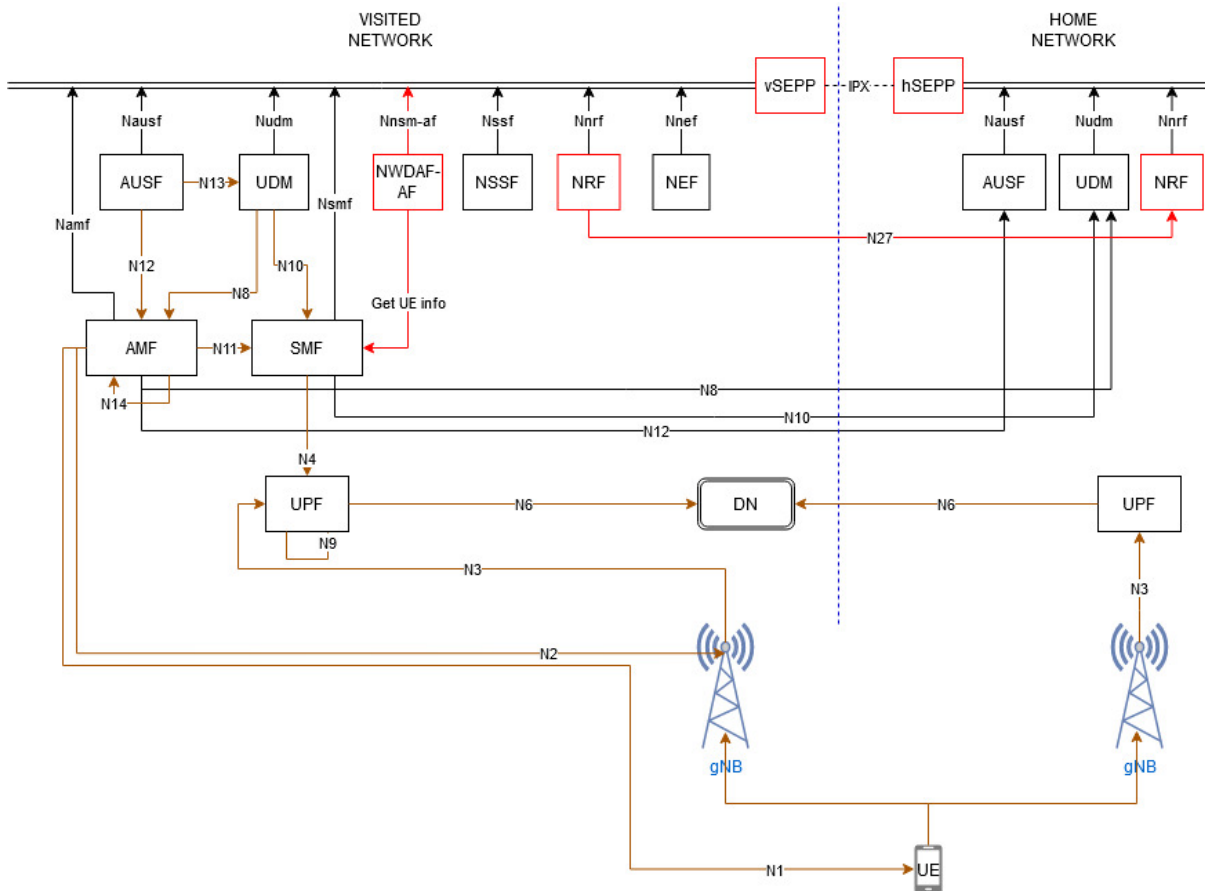 VISITED
NETWORK
HOME
NETWORK
vSEPP
IPX
hSEPP
Nausf
Nudm
Nnsm-af
Nssf
Nnrf
Nnef
Nausf
Nudm
Nnrf
AUSF
N13
UDM
Nsmf
NWDAF-
AF
NSSF
NRF
NEF
AUSF
UDM
NRF
Namf
N27
N12
N10
N8
Get UE info
AMF
N11
SMF
N14
N8
N10
N12
N4
UPF
N6
DN
N6
UPF
N9
N3
N3
N2
gNB
gNB
N1
UE